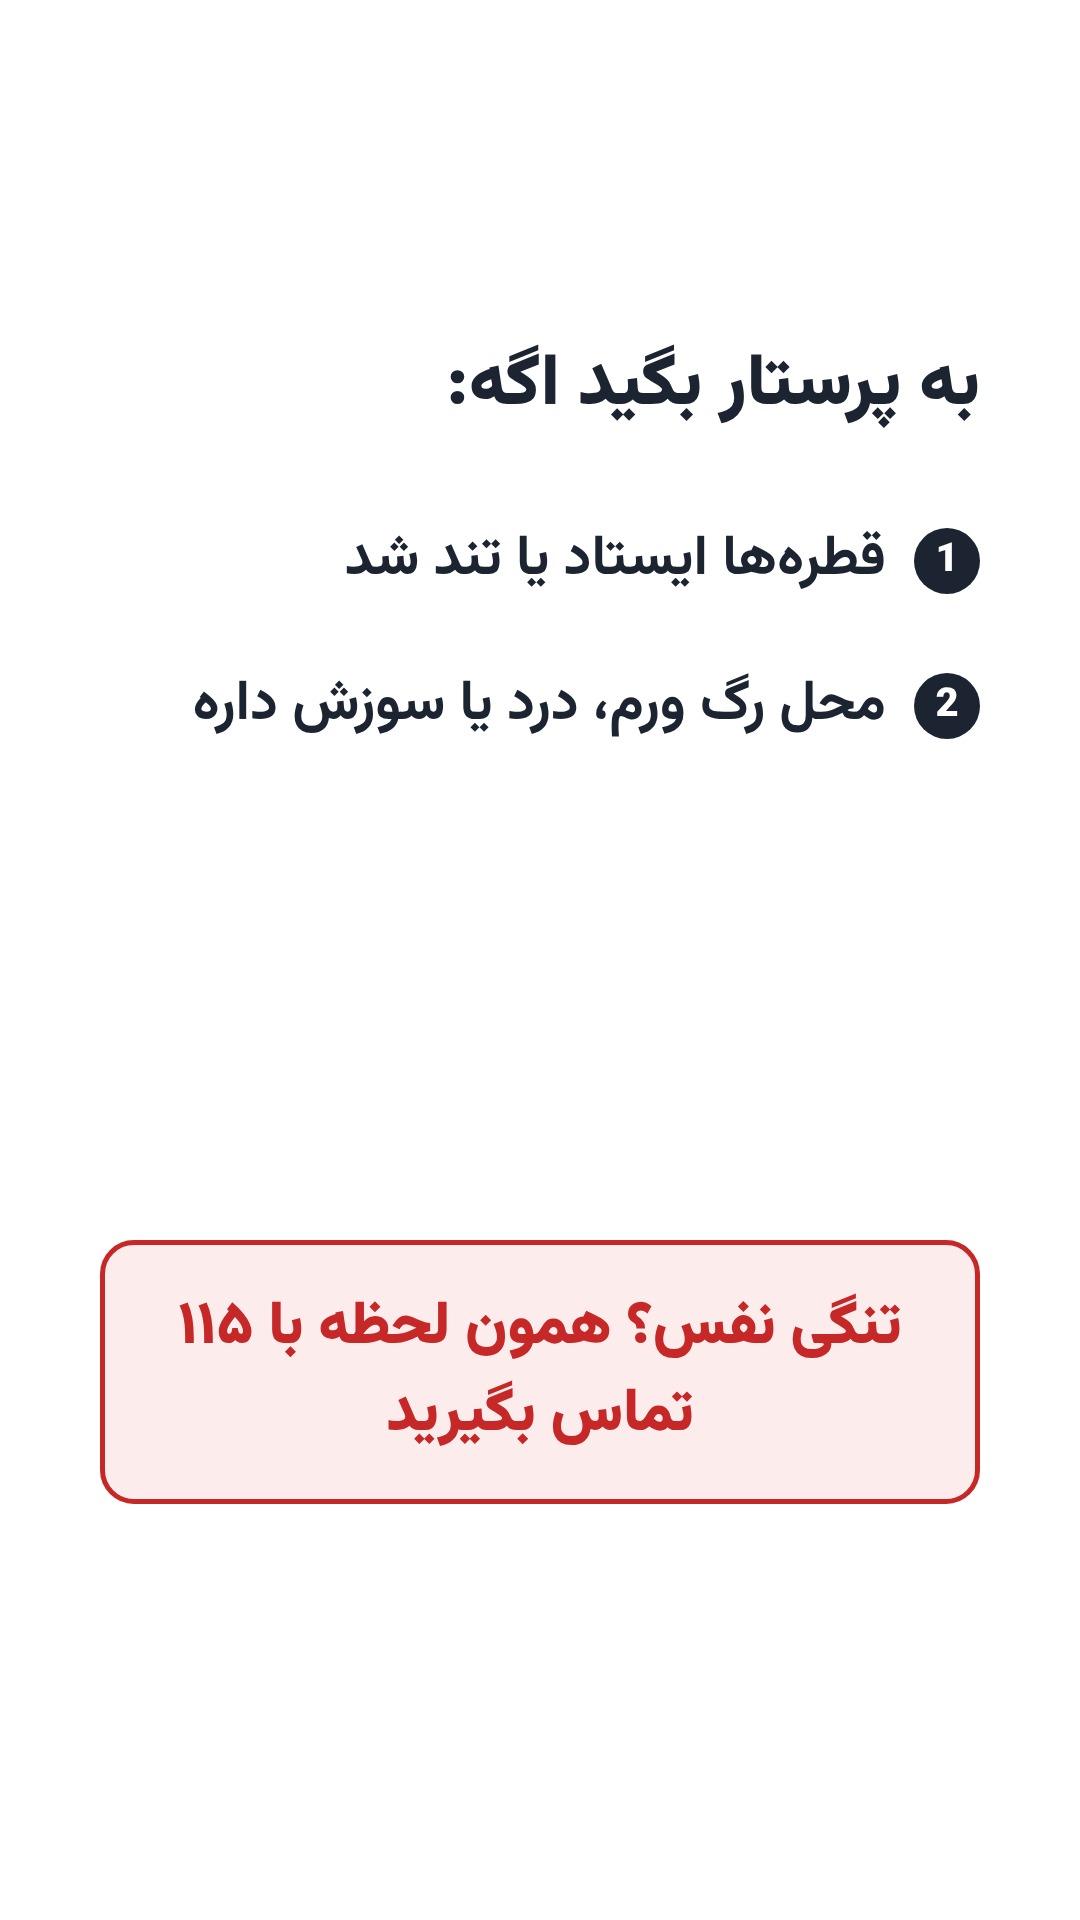 به پرستار بگید اگه:
1 قطره‌ها ایستاد یا تند شد
2 محل رگ ورم، درد یا سوزش داره
تنگی نفس؟ همون لحظه با ۱۱۵
تماس بگیرید